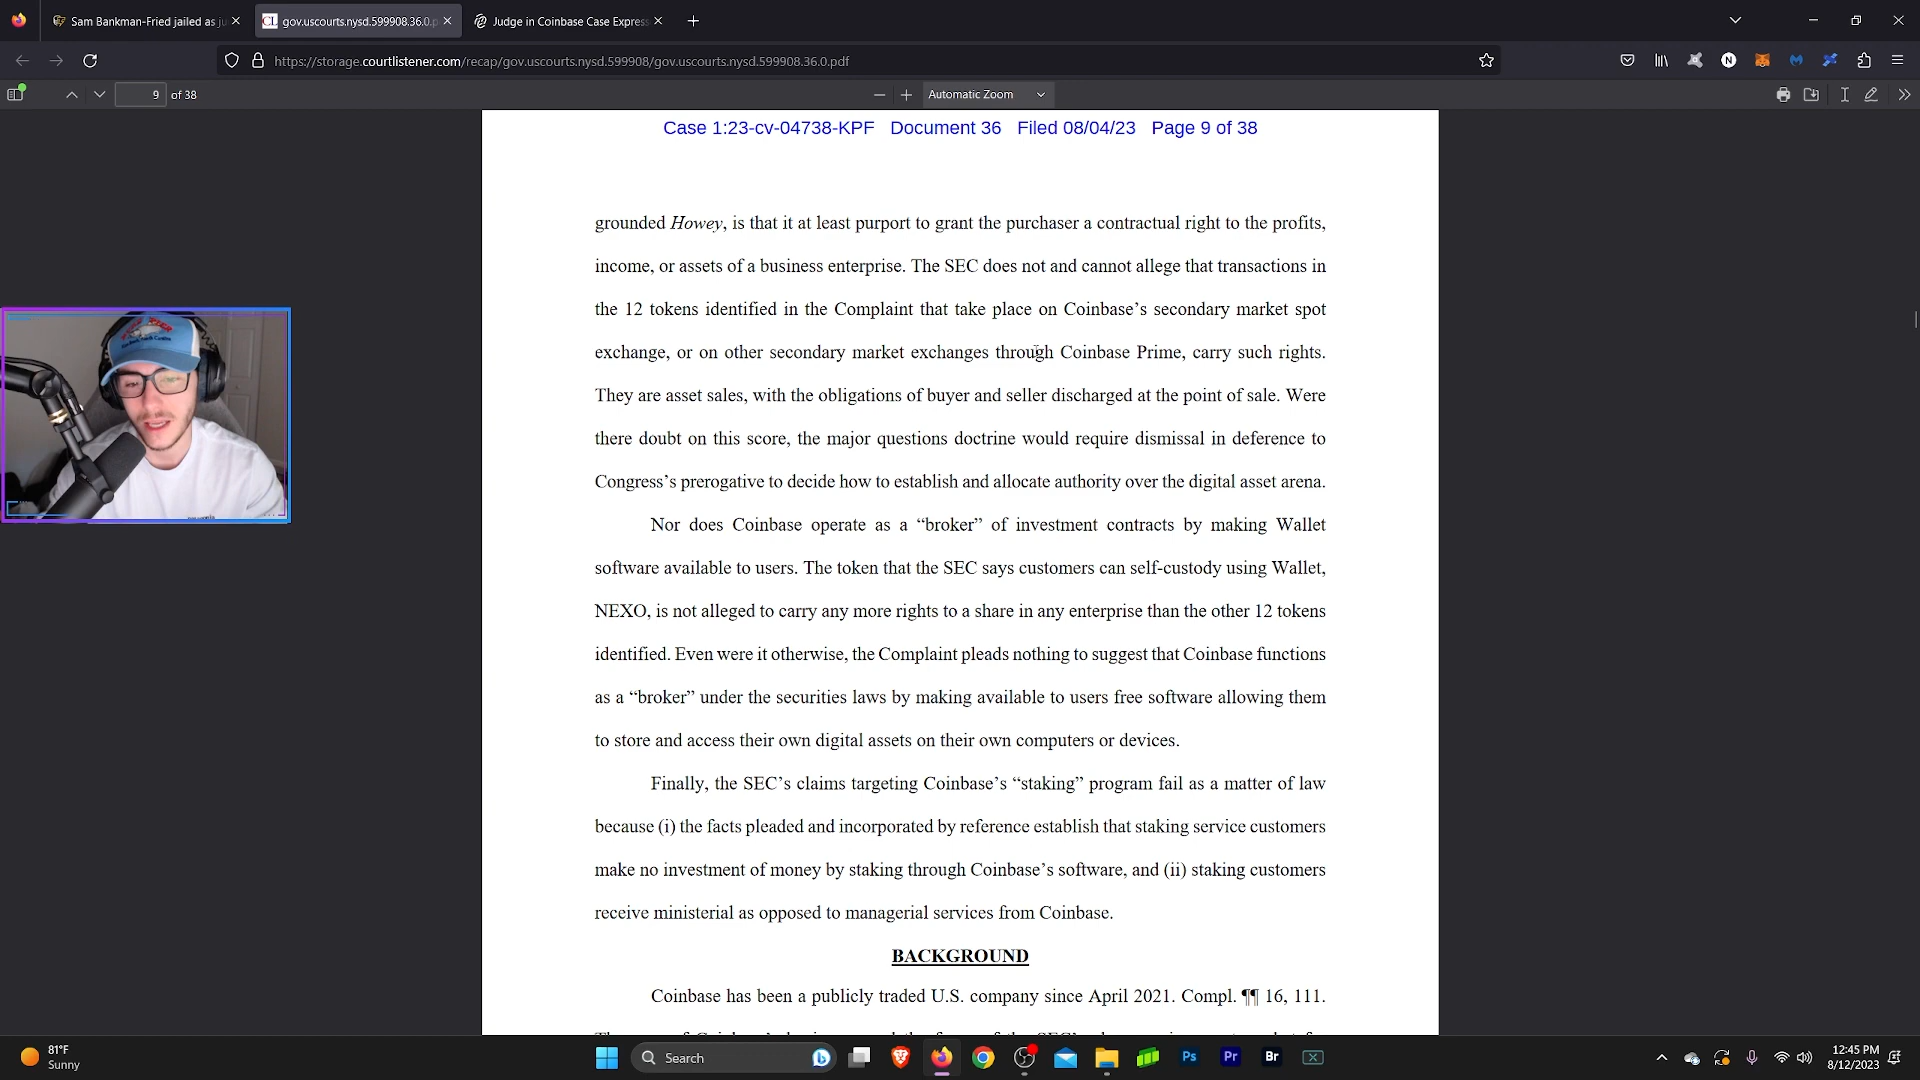 Sam Bankman-Fried jailed as ju
gov.uscourts.nysd.599908.36.0.p
Judge in Coinbase Case Express
https://storage.courtlistener.com/recap/gov.uscourts.nysd.599908/gov.uscourts.nysd.599908.36.0.pdf
9 of 38
Automatic Zoom
Case 1:23-cv-04738-KPF Document 36 Filed 08/04/23 Page 9 of 38
grounded Howey, is that it at least purport to grant the purchaser a contractual right to the profits,
income, or assets of a business enterprise. The SEC does not and cannot allege that transactions in
the 12 tokens identified in the Complaint that take place on Coinbase’s secondary market spot
exchange, or on other secondary market exchanges through Coinbase Prime, carry such rights.
They are asset sales, with the obligations of buyer and seller discharged at the point of sale. Were
there doubt on this score, the major questions doctrine would require dismissal in deference to
Congress’s prerogative to decide how to establish and allocate authority over the digital asset arena.
Nor does Coinbase operate as a “broker” of investment contracts by making Wallet
software available to users. The token that the SEC says customers can self-custody using Wallet,
NEXO, is not alleged to carry any more rights to a share in any enterprise than the other 12 tokens
identified. Even were it otherwise, the Complaint pleads nothing to suggest that Coinbase functions
as a “broker” under the securities laws by making available to users free software allowing them
to store and access their own digital assets on their own computers or devices.
Finally, the SEC’s claims targeting Coinbase’s “staking” program fail as a matter of law
because (i) the facts pleaded and incorporated by reference establish that staking service customers
make no investment of money by staking through Coinbase’s software, and (ii) staking customers
receive ministerial as opposed to managerial services from Coinbase.
BACKGROUND
Coinbase has been a publicly traded U.S. company since April 2021. Compl. ¶¶ 16, 111.
81°F
Sunny
Search
Ps
Pr
Br
12:45 PM
8/12/2023